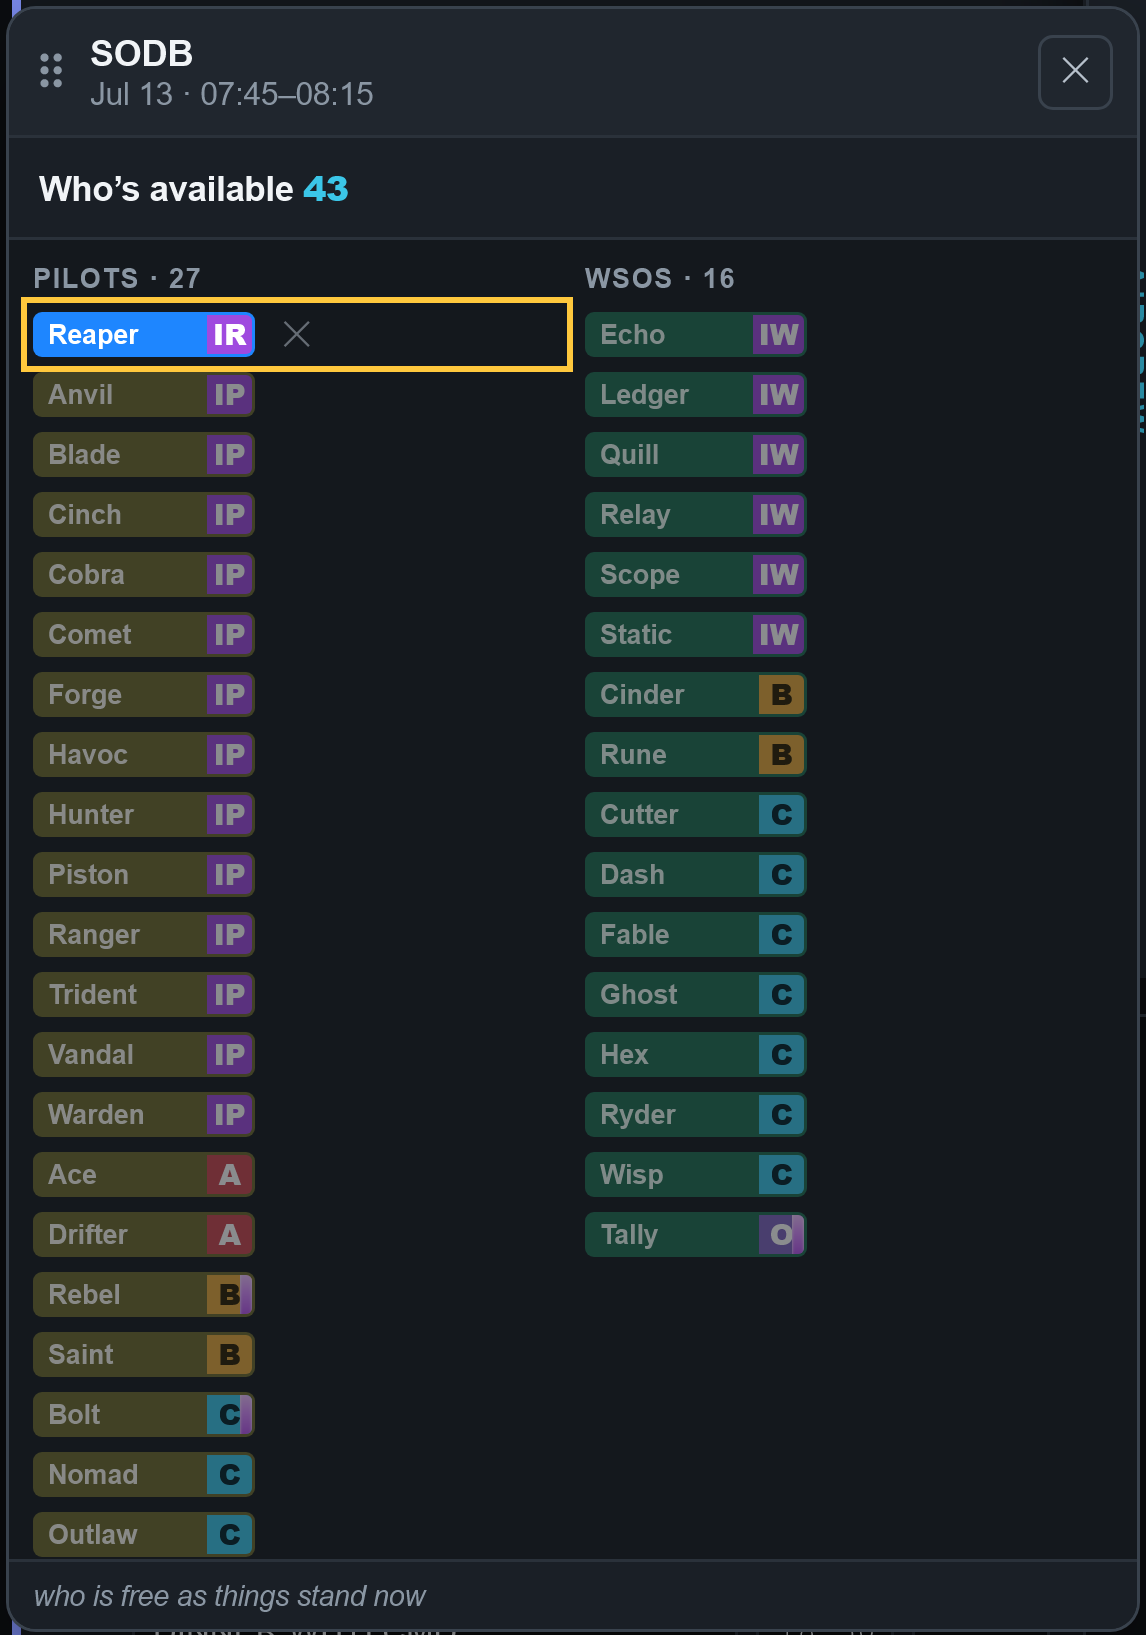 SODB
Jul 13 · 07:45–08:15
Who’s available 43
PILOTS · 27
Reaper IR
Anvil IP
Blade IP
Cinch IP
Cobra IP
Comet IP
Forge IP
Havoc IP
Hunter IP
Piston IP
Ranger IP
Trident IP
Vandal IP
Warden IP
Ace A
Drifter A
Rebel B
Saint B
Bolt C
Nomad C
Outlaw C
WSOS · 16
Echo IW
Ledger IW
Quill IW
Relay IW
Scope IW
Static IW
Cinder B
Rune B
Cutter C
Dash C
Fable C
Ghost C
Hex C
Ryder C
Wisp C
Tally O
who is free as things stand now